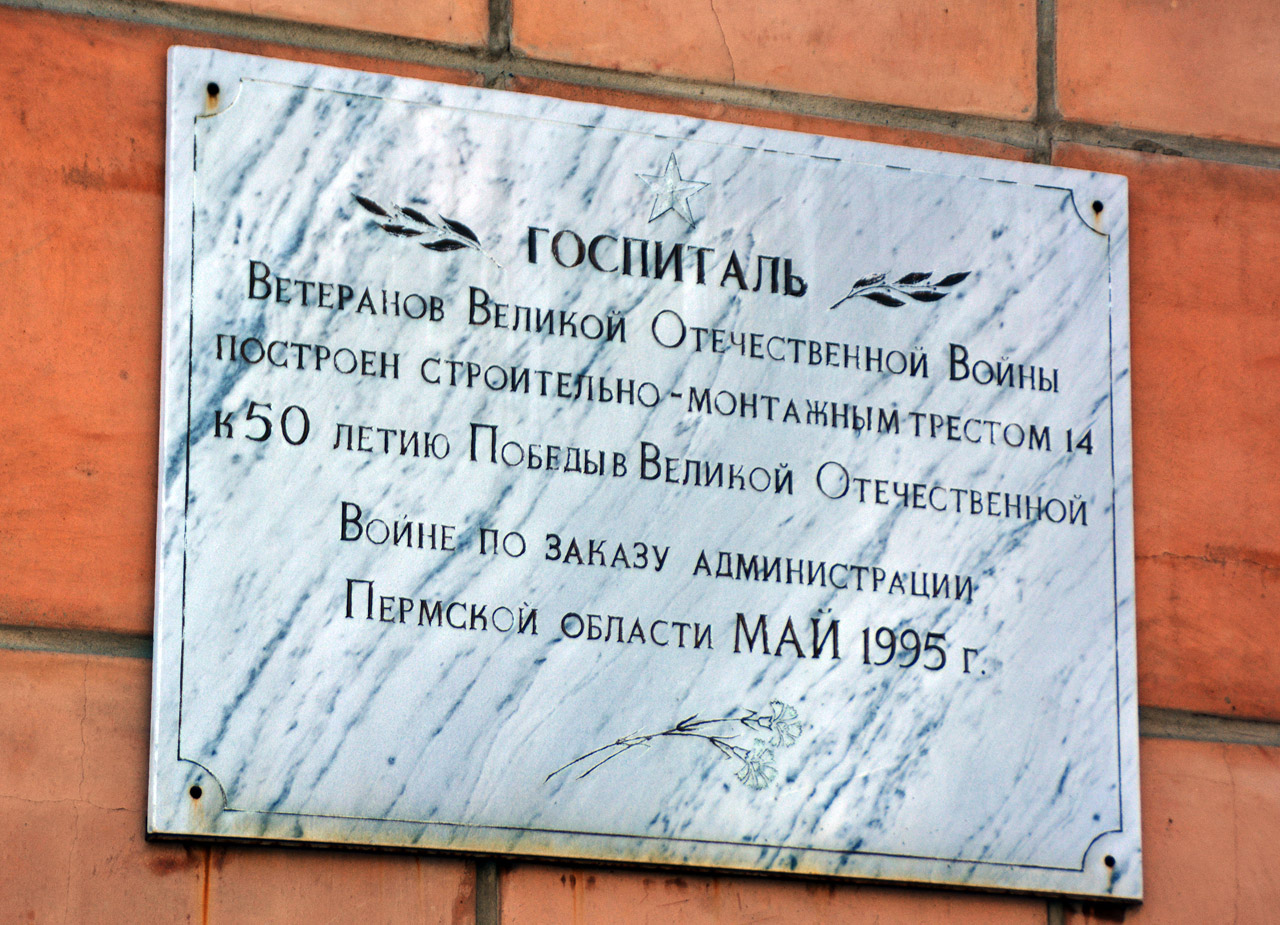 ГОСПИТАЛЬ
Ветеранов Великой Отечественной Войны
построен строительно-монтажным трестом 14
к 50 летию Победы в Великой Отечественной
Войне по заказу администрации
Пермской области МАЙ 1995 г.